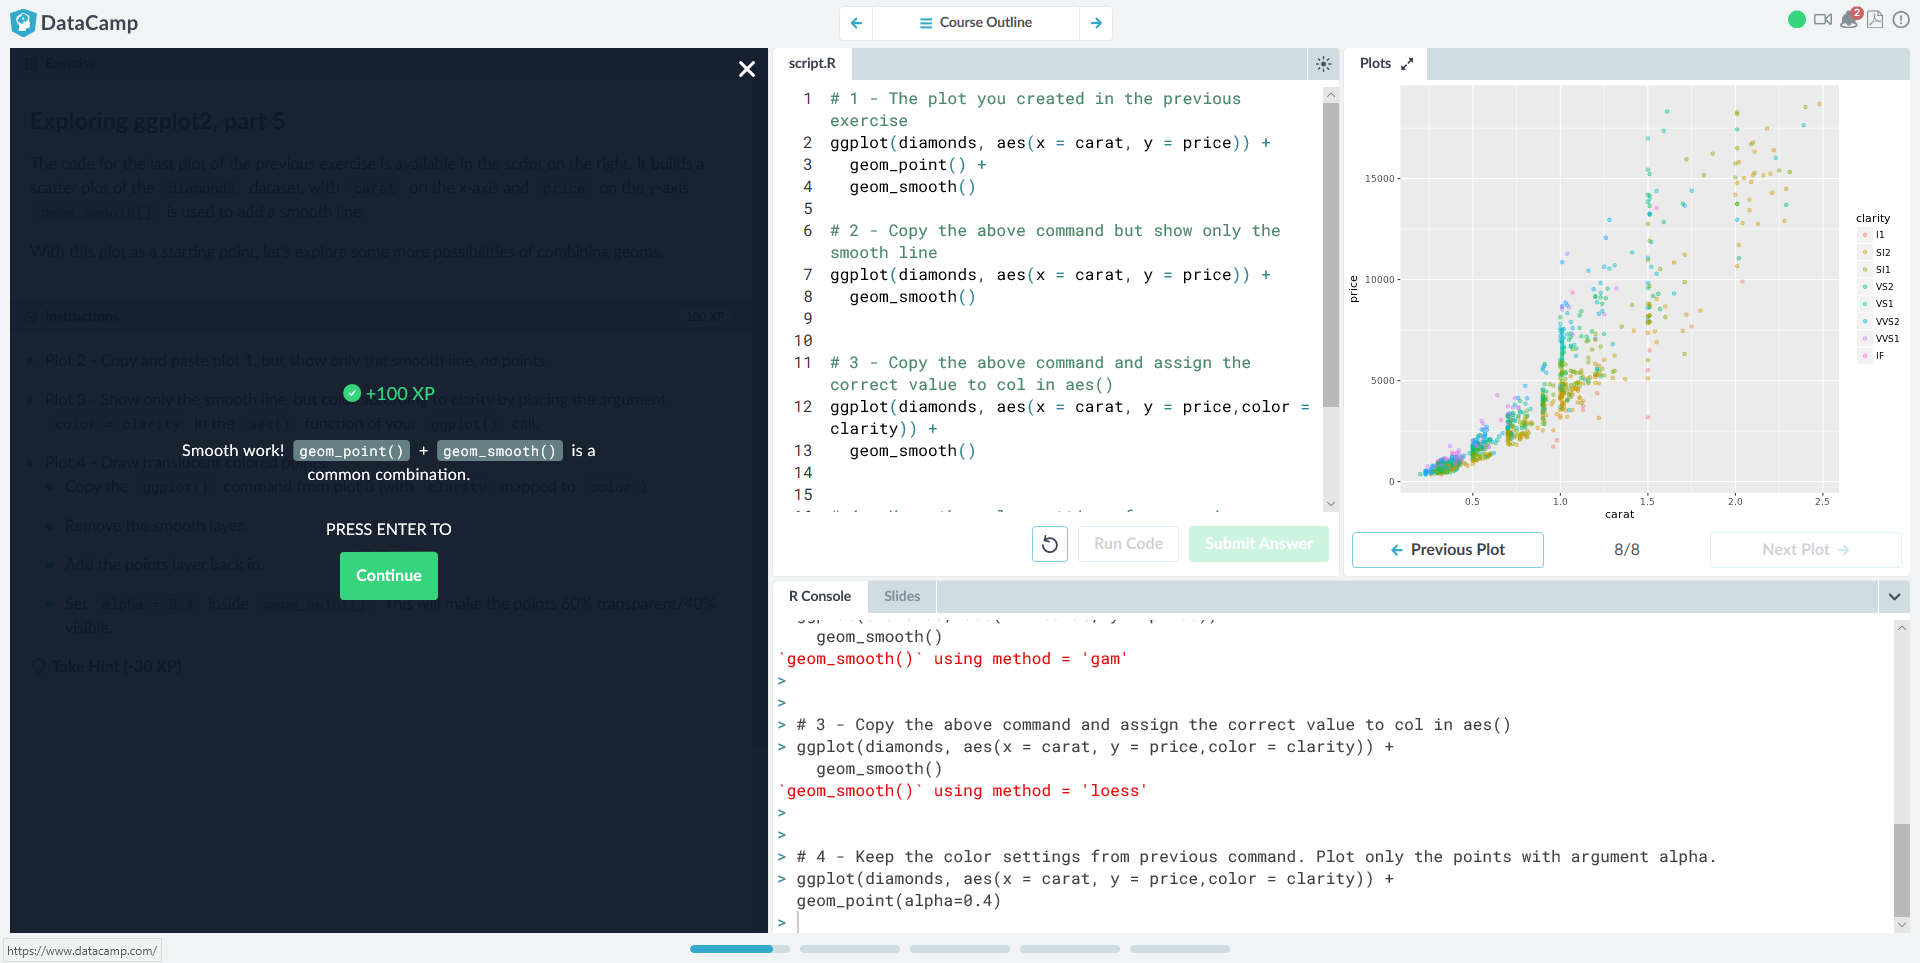 DataCamp
Course Outline
2
Exercise
Exploring ggplot2, part 5
The code for the last plot of the previous exercise is available in the script on the right. It builds a
scatter plot of the diamonds dataset, with carat on the x-axis and price on the y-axis.
geom_smooth() is used to add a smooth line.
With this plot as a starting point, let's explore some more possibilities of combining geoms.
Instructions
100 XP
Plot 2 - Copy and paste plot 1, but show only the smooth line, no points.
Plot 3 - Show only the smooth line, but to clarity by placing the argument
color = clarity in the aes() function of your ggplot() call.
Plot 4 - Draw translucent colored points.
Copy the ggplot() command from plot 3 (with clarity mapped to color ).
Remove the smooth layer.
Add the points layer back in.
Set alpha = 0.4 inside geom_point() . This will make the points 60% transparent/40%
visible.
Take Hint (-30 XP)
+100 XP
Smooth work! geom_point() + geom_smooth() is a
common combination.
PRESS ENTER TO
Continue
script.R
1 # 1 - The plot you created in the previous
exercise
2 ggplot(diamonds, aes(x = carat, y = price)) +
3 geom_point() +
4 geom_smooth()
5
6 # 2 - Copy the above command but show only the
smooth line
7 ggplot(diamonds, aes(x = carat, y = price)) +
8 geom_smooth()
9
10
11 # 3 - Copy the above command and assign the
correct value to col in aes()
12 ggplot(diamonds, aes(x = carat, y = price,color =
clarity)) +
13 geom_smooth()
14
15
Run Code
Submit Answer
Plots
15000
10000
5000
0
price
0.5 1.0 1.5 2.0 2.5
carat
clarity
I1
SI2
SI1
VS2
VS1
VVS2
VVS1
IF
Previous Plot
8/8
Next Plot
R Console
Slides
geom_smooth()
`geom_smooth()` using method = 'gam'
>
>
> # 3 - Copy the above command and assign the correct value to col in aes()
> ggplot(diamonds, aes(x = carat, y = price,color = clarity)) +
geom_smooth()
`geom_smooth()` using method = 'loess'
>
>
> # 4 - Keep the color settings from previous command. Plot only the points with argument alpha.
> ggplot(diamonds, aes(x = carat, y = price,color = clarity)) +
geom_point(alpha=0.4)
>
https://www.datacamp.com/